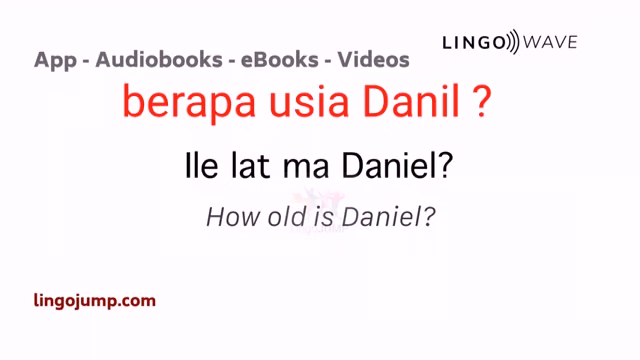 LINGO WAVE
App - Audiobooks - eBooks - Videos
berapa usia Danil ?
Ile lat ma Daniel?
How old is Daniel?
lingojump.com